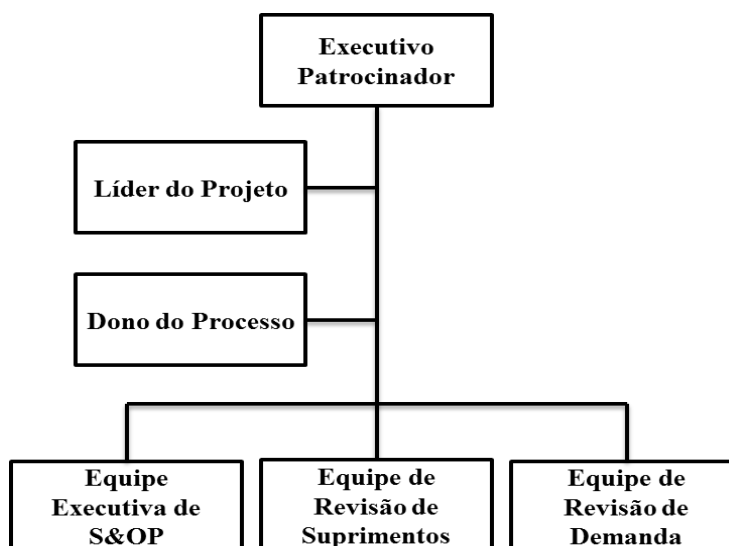 Executivo
Patrocinador
Líder do Projeto
Dono do Processo
Equipe
Executiva de
S&OP
Equipe de
Revisão de
Suprimentos
Equipe de
Revisão de
Demanda